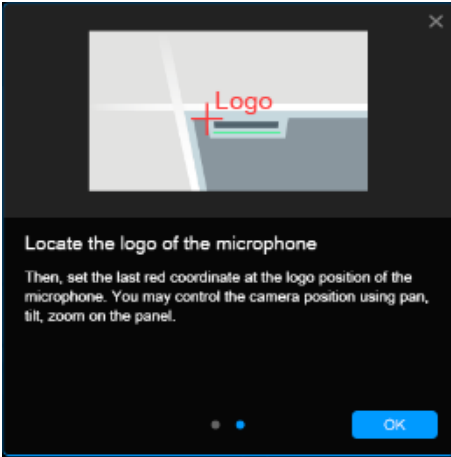 Logo
Locate the logo of the microphone
Then, set the last red coordinate at the logo position of the
microphone. You may control the camera position using pan,
tilt, zoom on the panel.
OK